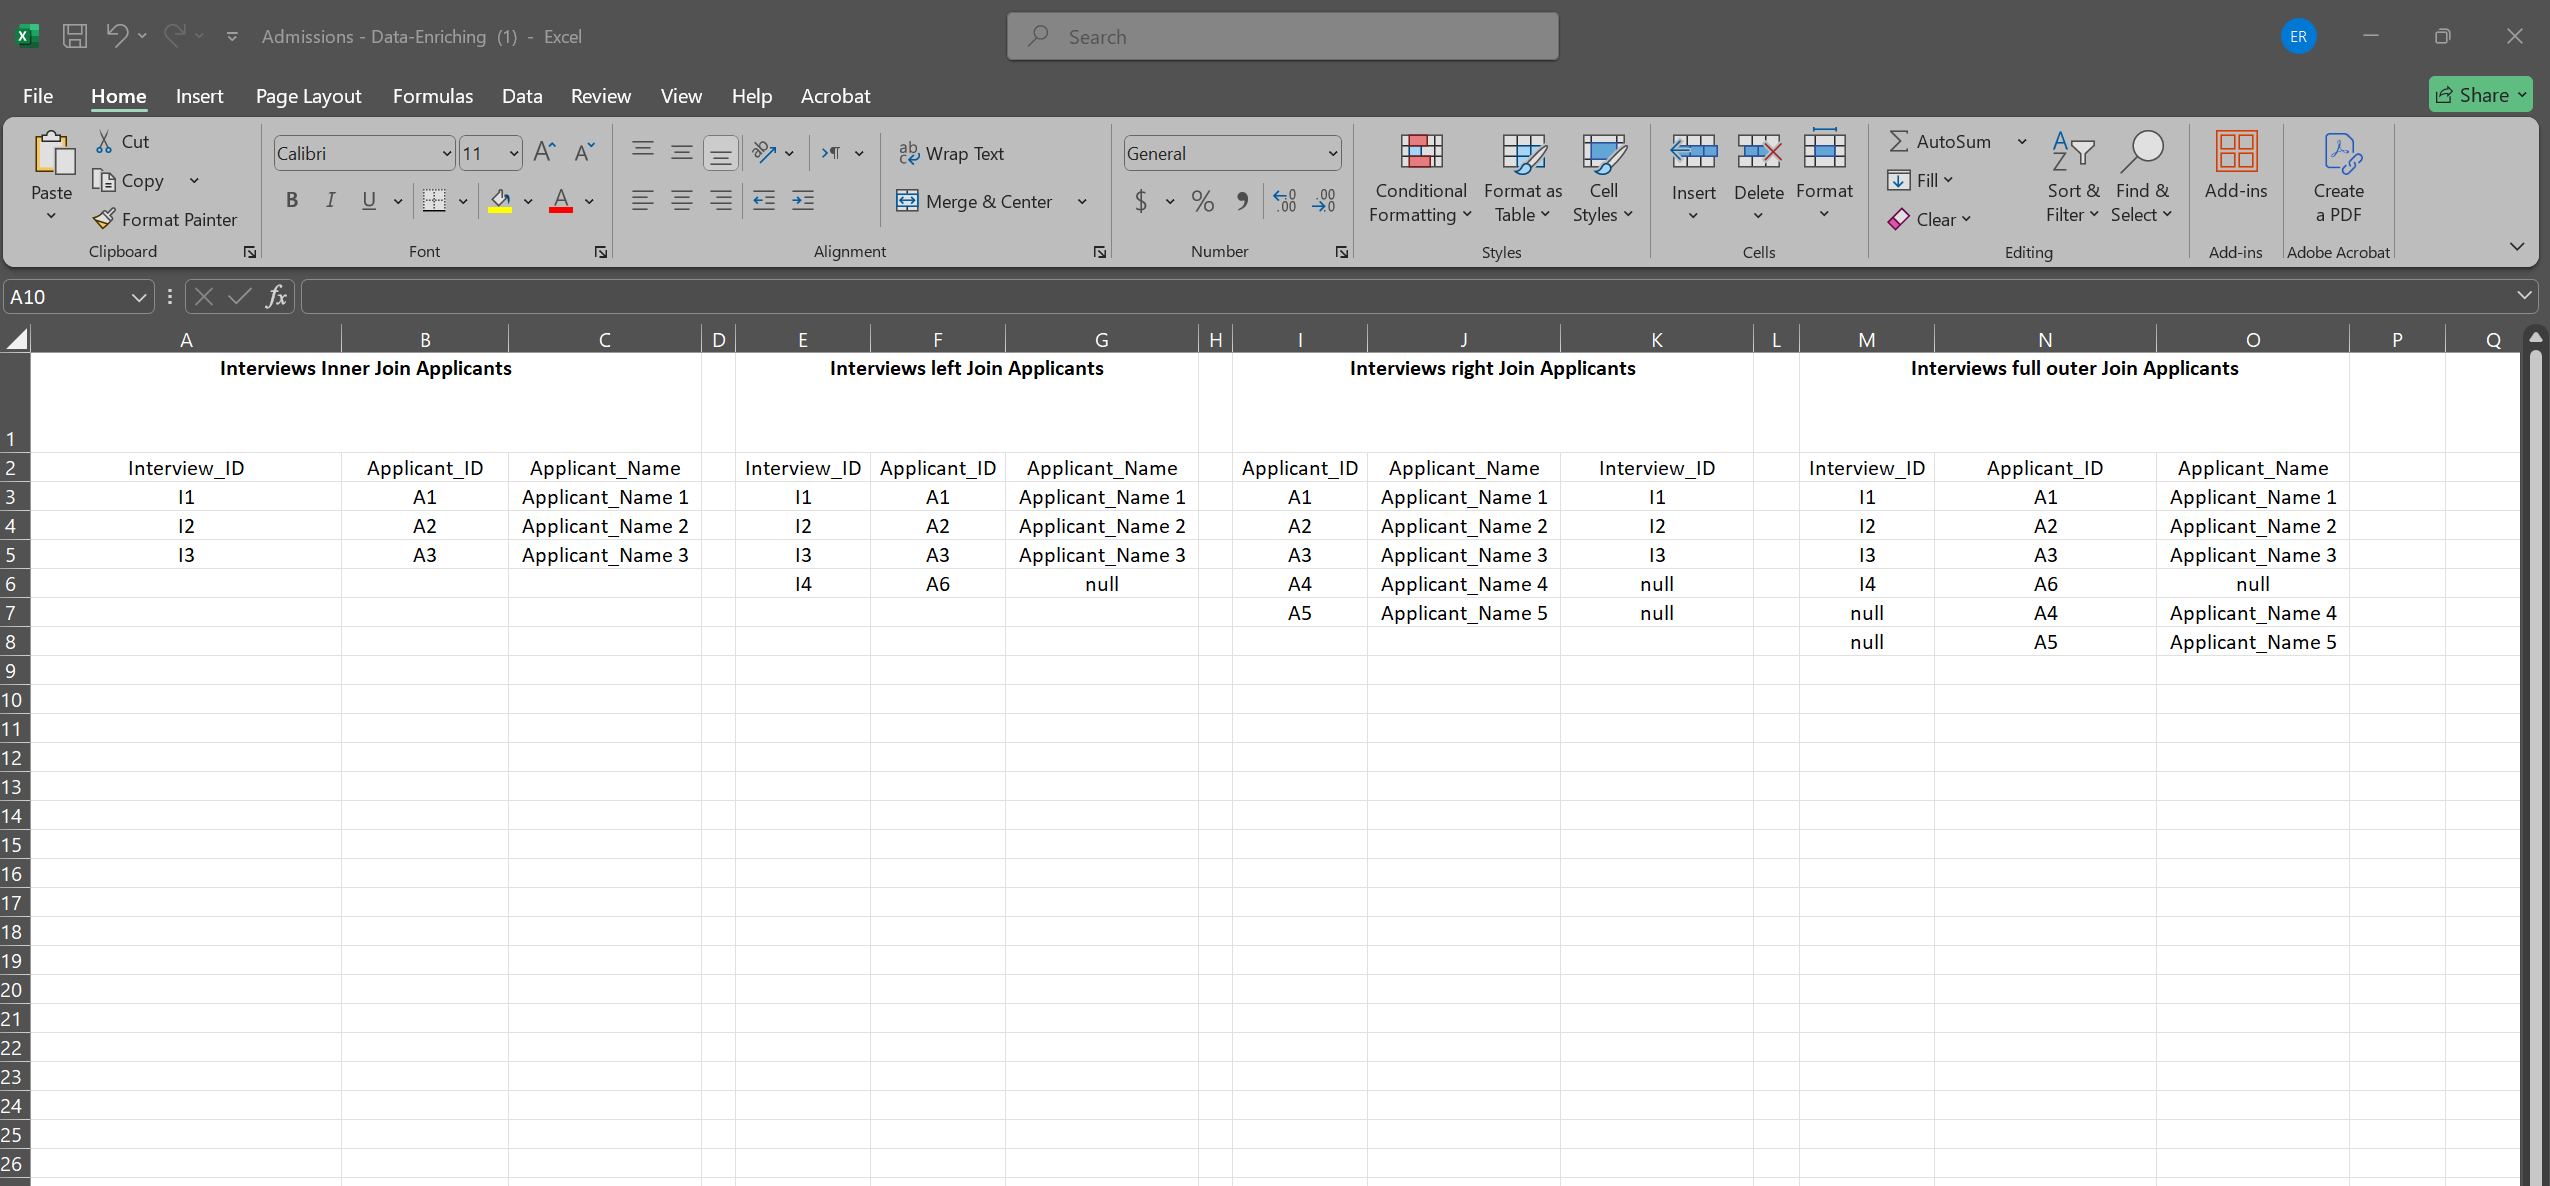 Admissions - Data-Enriching (1) - Excel
Search
ER
File Home Insert Page Layout Formulas Data Review View Help Acrobat
Share
Paste
Cut
Copy
Format Painter
Clipboard
Calibri 11
B I U
Font
Wrap Text
Merge & Center
Alignment
General
$ % 
Number
Conditional Formatting
Format as Table
Cell Styles
Styles
Insert Delete Format
Cells
AutoSum
Fill
Clear
Sort & Filter
Find & Select
Editing
Add-ins
Add-ins
Create a PDF
Adobe Acrobat
A10
fx
A B C D E F G H I J K L M N O P Q
1 Interviews Inner Join Applicants Interviews left Join Applicants Interviews right Join Applicants Interviews full outer Join Applicants
2 Interview_ID Applicant_ID Applicant_Name Interview_ID Applicant_ID Applicant_Name Applicant_ID Applicant_Name Interview_ID Interview_ID Applicant_ID Applicant_Name
3 I1 A1 Applicant_Name 1 I1 A1 Applicant_Name 1 A1 Applicant_Name 1 I1 I1 A1 Applicant_Name 1
4 I2 A2 Applicant_Name 2 I2 A2 Applicant_Name 2 A2 Applicant_Name 2 I2 I2 A2 Applicant_Name 2
5 I3 A3 Applicant_Name 3 I3 A3 Applicant_Name 3 A3 Applicant_Name 3 I3 I3 A3 Applicant_Name 3
6 I4 A6 null A4 Applicant_Name 4 null I4 A6 null
7 A5 Applicant_Name 5 null null A4 Applicant_Name 4
8 null A5 Applicant_Name 5
9
10
11
12
13
14
15
16
17
18
19
20
21
22
23
24
25
26